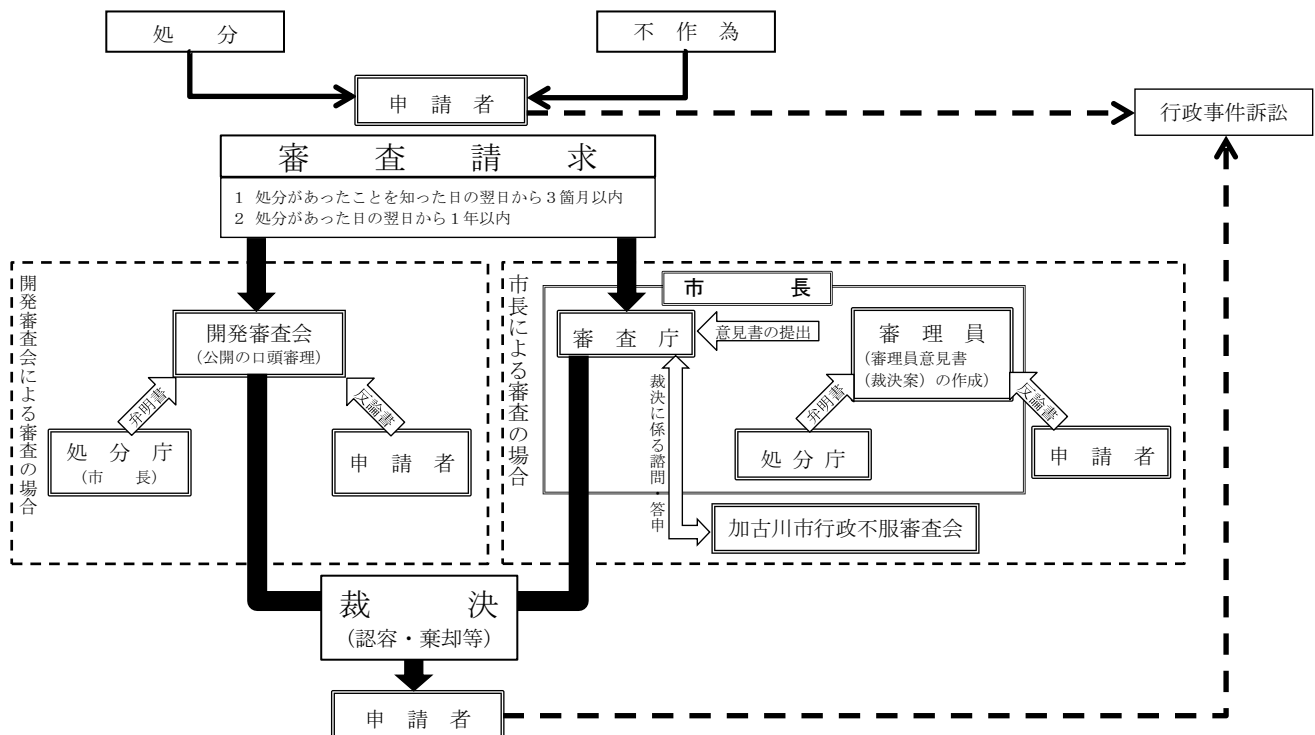 処　分
不　作　為
申　請　者
行政事件訴訟
審　査　請　求
1　処分があったことを知った日の翌日から３箇月以内
2　処分があった日の翌日から１年以内
開発審査会による審査の場合
開発審査会
(公開の口頭審理)
弁明書
反論書
処　分　庁
(市　長)
申　請　者
市長による審査の場合
市　長
審　査　庁
意見書の提出
審　理　員
(審理員意見書
(裁決案）の作成)
裁決に係る諮問・答申
弁明書
反論書
処　分　庁
申　請　者
加古川市行政不服審査会
裁　決
(認容・棄却等)
申　請　者